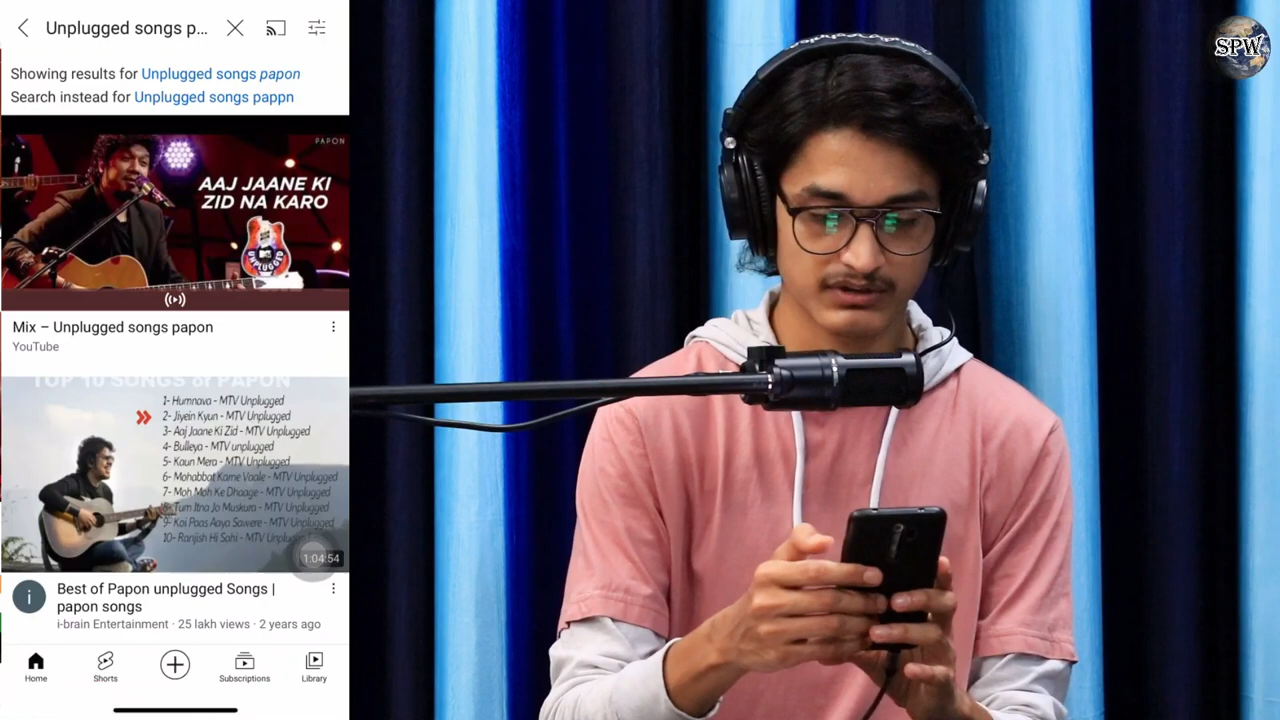 Unplugged songs p...
Showing results for Unplugged songs papon
Search instead for Unplugged songs pappn
PAPON
AAJ JAANE KI
ZID NA KARO
UNPLUGGED
Mix – Unplugged songs papon
YouTube
TOP 10 SONGS of PAPON
1- Humnava - MTV Unplugged
2- Jiyein Kyun - MTV Unplugged
3- Aaj Jaane Ki Zid - MTV Unplugged
4- Bulleya - MTV unplugged
5- Kaun Mera - MTV Unplugged
6- Mohabbat Karne Vaale - MTV Unplugged
7- Moh Moh Ke Dhaage - MTV Unplugged
8- Tum Itna Jo Muskura - MTV Unplugged
9- Koi Paas Aaya Sawere - MTV Unplugged
10- Ranjish Hi Sahi - MTV Unplugged
1:04:54
Best of Papon unplugged Songs |
papon songs
i-brain Entertainment · 25 lakh views · 2 years ago
Home
Shorts
Subscriptions
Library
audio-technica
SPW